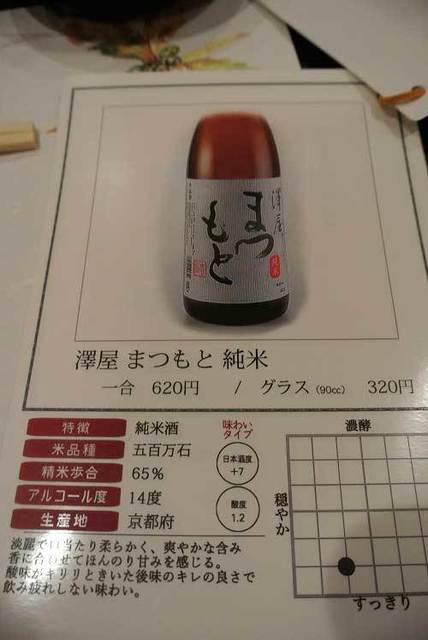 澤屋
まつ
もと
純米
澤屋 まつもと 純米
一合 620円 / グラス (90cc) 320円
特徴 純米酒
米品種 五百万石
精米歩合 65%
アルコール度 14度
生産地 京都府
味わい
タイプ
日本酒度
+7
酸度
1.2
濃酵
穏やか
すっきり
淡麗で口当たり柔らかく、爽やかな含み
香に合わせてほんのり甘みを感じる。
酸味がキリリときいた後味のキレの良さで
飲み疲れしない味わい。